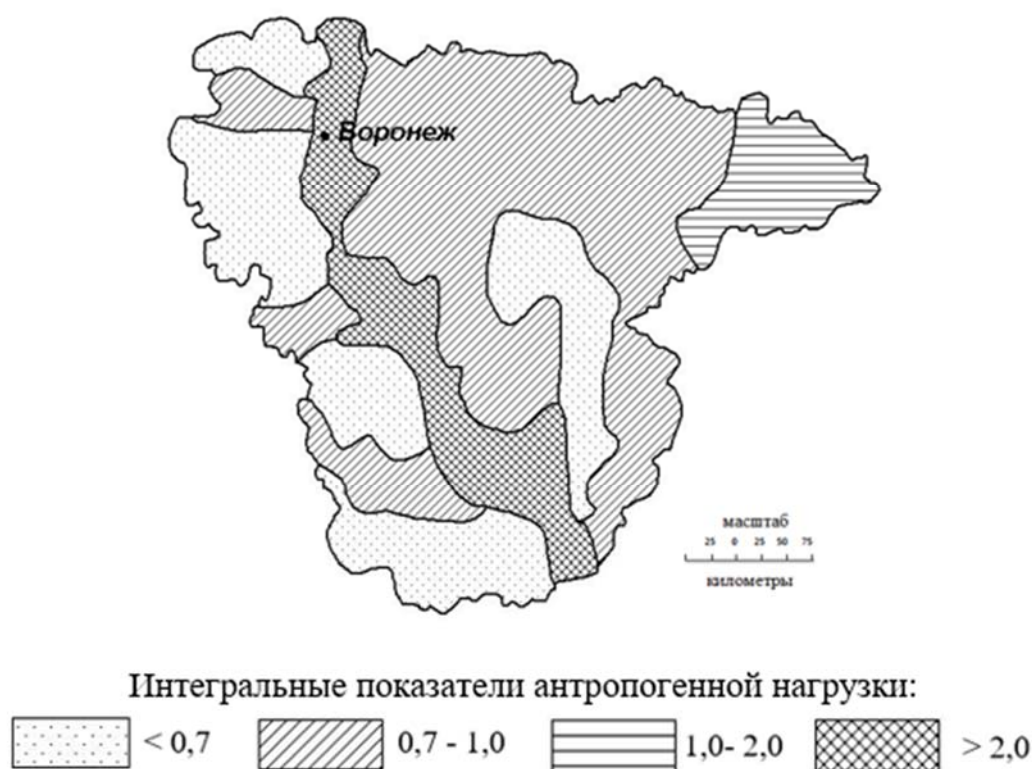 Воронеж
масштаб
25 0 25 50 75
километры
Интегральные показатели антропогенной нагрузки:
< 0,7 0,7 - 1,0 1,0- 2,0 > 2,0